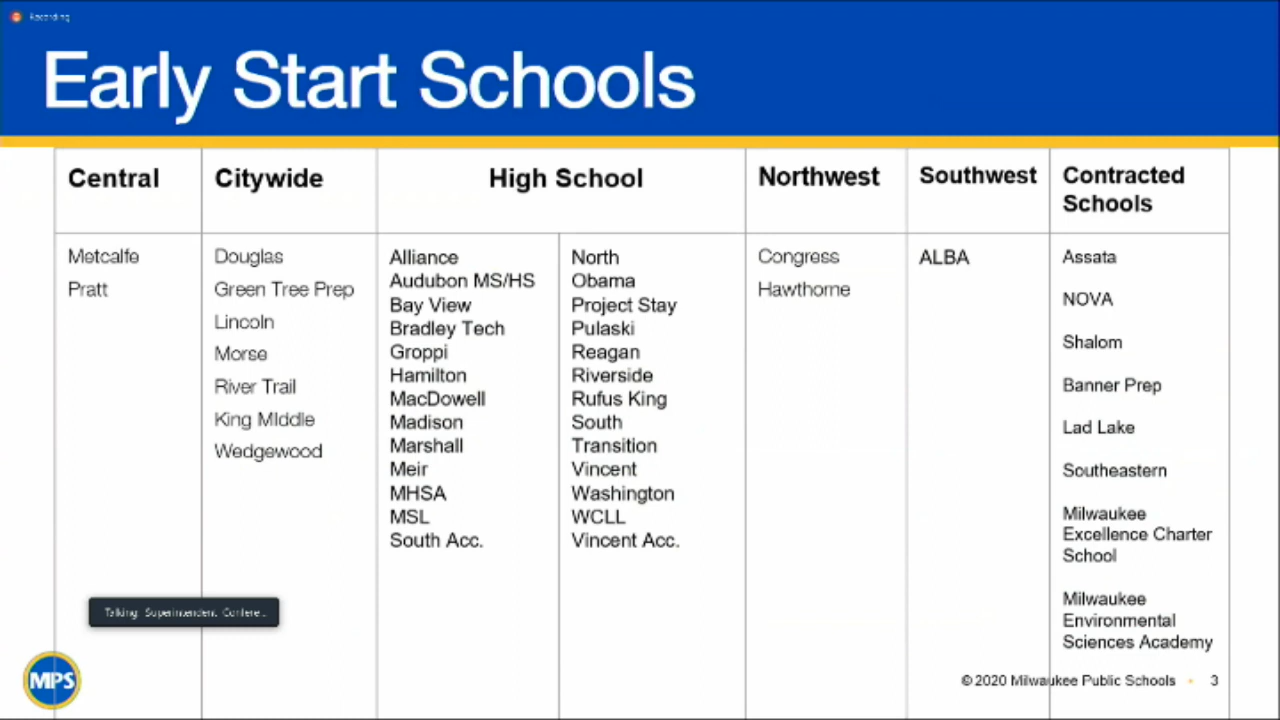 Recording
Early Start Schools
Central
Metcalfe
Pratt
Citywide
Douglas
Green Tree Prep
Lincoln
Morse
River Trail
King MIddle
Wedgewood
High School
Alliance
Audubon MS/HS
Bay View
Bradley Tech
Groppi
Hamilton
MacDowell
Madison
Marshall
Meir
MHSA
MSL
South Acc.
North
Obama
Project Stay
Pulaski
Reagan
Riverside
Rufus King
South
Transition
Vincent
Washington
WCLL
Vincent Acc.
Northwest
Congress
Hawthorne
Southwest
ALBA
Contracted
Schools
Assata
NOVA
Shalom
Banner Prep
Lad Lake
Southeastern
Milwaukee
Excellence Charter
School
Milwaukee
Environmental
Sciences Academy
Talking: Superintendent Confere...
MPS
© 2020 Milwaukee Public Schools • 3